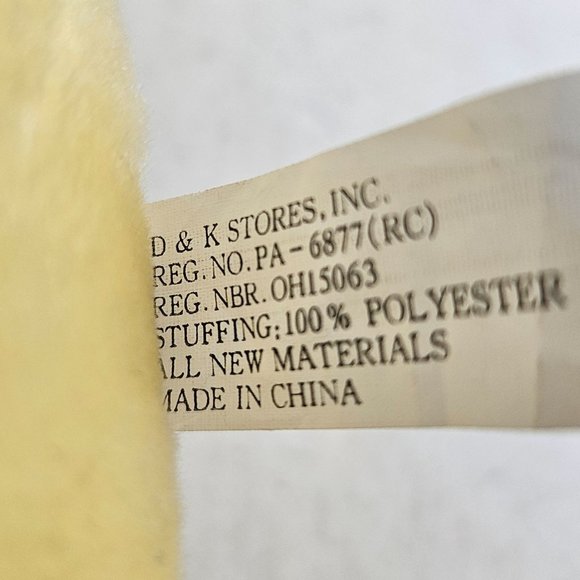 D & K STORES, INC.
REG. NO. PA-6877(RC)
REG. NBR. OH15063
STUFFING: 100% POLYESTER
ALL NEW MATERIALS
MADE IN CHINA